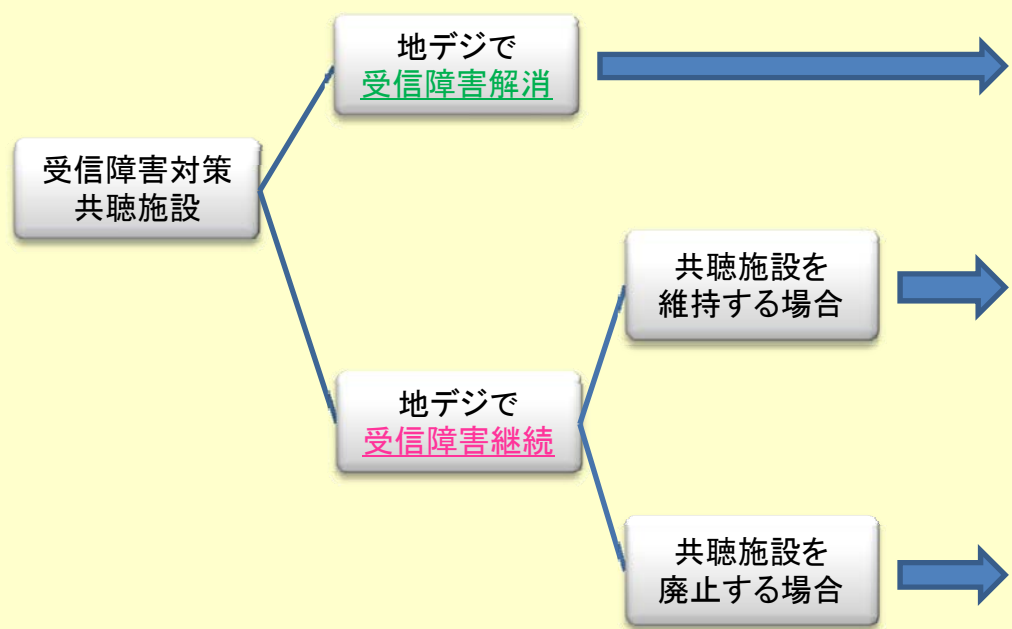 地デジで
受信障害解消
受信障害対策
共聴施設
共聴施設を
維持する場合
地デジで
受信障害継続
共聴施設を
廃止する場合